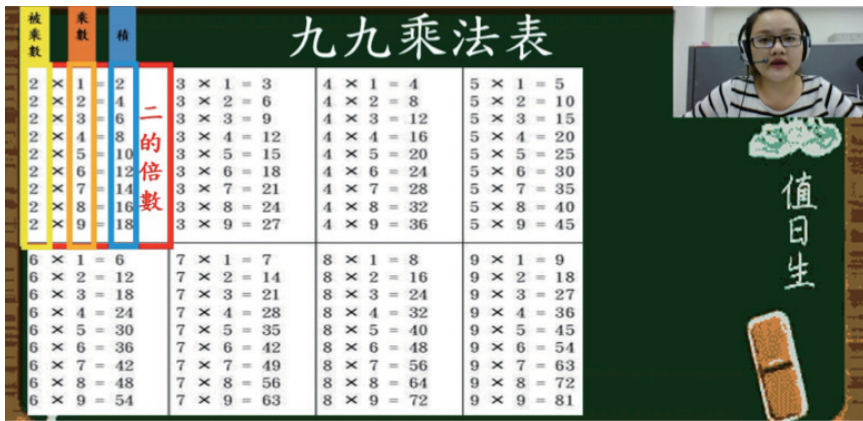 九九乘法表
被乘數
乘數
積
2 × 1 = 2
2 × 2 = 4
2 × 3 = 6
2 × 4 = 8
2 × 5 = 10
2 × 6 = 12
2 × 7 = 14
2 × 8 = 16
2 × 9 = 18
二的倍數
3 × 1 = 3
3 × 2 = 6
3 × 3 = 9
3 × 4 = 12
3 × 5 = 15
3 × 6 = 18
3 × 7 = 21
3 × 8 = 24
3 × 9 = 27
4 × 1 = 4
4 × 2 = 8
4 × 3 = 12
4 × 4 = 16
4 × 5 = 20
4 × 6 = 24
4 × 7 = 28
4 × 8 = 32
4 × 9 = 36
5 × 1 = 5
5 × 2 = 10
5 × 3 = 15
5 × 4 = 20
5 × 5 = 25
5 × 6 = 30
5 × 7 = 35
5 × 8 = 40
5 × 9 = 45
6 × 1 = 6
6 × 2 = 12
6 × 3 = 18
6 × 4 = 24
6 × 5 = 30
6 × 6 = 36
6 × 7 = 42
6 × 8 = 48
6 × 9 = 54
7 × 1 = 7
7 × 2 = 14
7 × 3 = 21
7 × 4 = 28
7 × 5 = 35
7 × 6 = 42
7 × 7 = 49
7 × 8 = 56
7 × 9 = 63
8 × 1 = 8
8 × 2 = 16
8 × 3 = 24
8 × 4 = 32
8 × 5 = 40
8 × 6 = 48
8 × 7 = 56
8 × 8 = 64
8 × 9 = 72
9 × 1 = 9
9 × 2 = 18
9 × 3 = 27
9 × 4 = 36
9 × 5 = 45
9 × 6 = 54
9 × 7 = 63
9 × 8 = 72
9 × 9 = 81
值日生